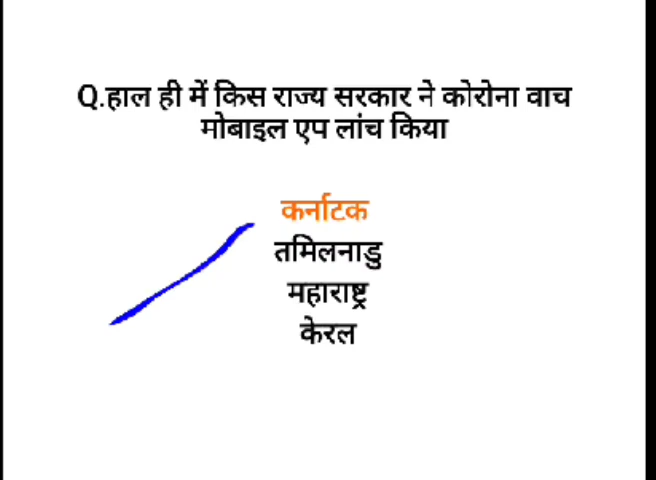 Q.हाल ही में किस राज्य सरकार ने कोरोना वाच
मोबाइल एप लांच किया
कर्नाटक
तमिलनाडु
महाराष्ट्र
केरल